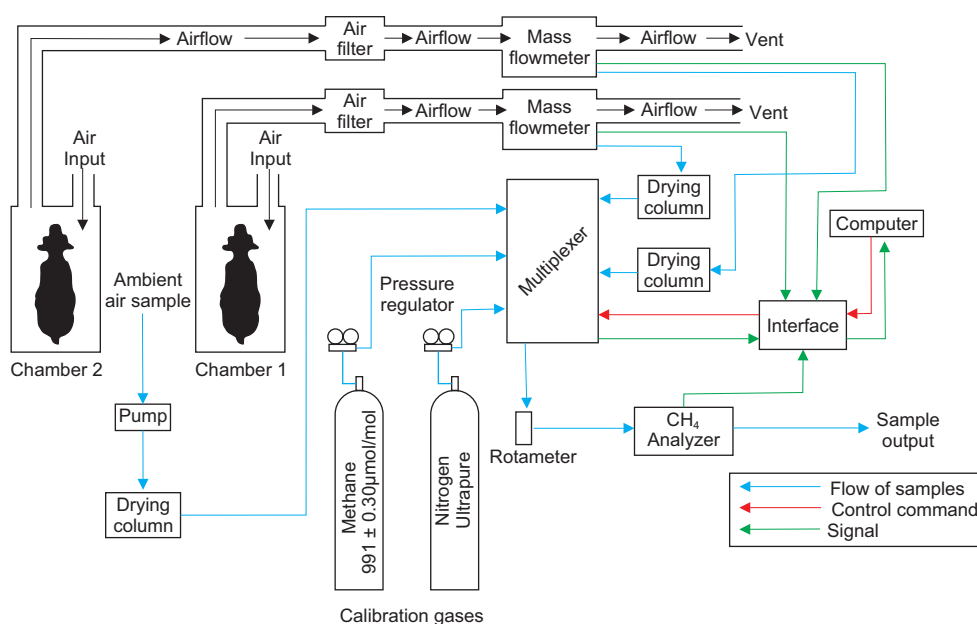 Airflow
Air
filter
Airflow
Mass
flowmeter
Airflow
Vent
Air
filter
Airflow
Mass
flowmeter
Airflow
Vent
Air
Input
Air
Input
Drying
column
Computer
Multiplexer
Drying
column
Ambient
air sample
Pressure
regulator
Interface
Chamber 2
Chamber 1
Pump
CH₄
Analyzer
Sample
output
Rotameter
Drying
column
Methane
991 ± 0.30µmol/mol
Nitrogen
Ultrapure
Flow of samples
Control command
Signal
Calibration gases